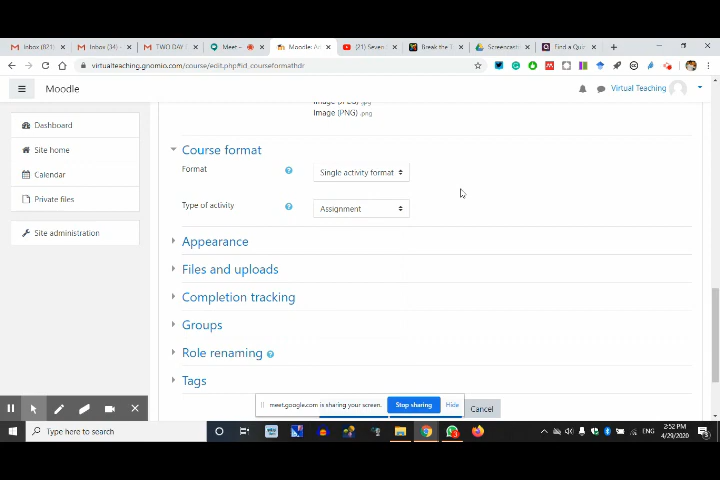 Inbox (821)
Inbox (34) -
TWO DAY
Meet -
Moodle: A
(21) Seven
Break the
Screencast
Find a Quiz
virtualteaching.gnomio.com/course/edit.php#id_courseformathdr
Moodle
Virtual Teaching
Dashboard
Site home
Calendar
Private files
Site administration
Image (JPEG) .jpg
Image (PNG) .png
Course format
Format
Single activity format
Type of activity
Assignment
Appearance
Files and uploads
Completion tracking
Groups
Role renaming
Tags
meet.google.com is sharing your screen.
Stop sharing
Hide
Cancel
Type here to search
ENG
2:52 PM
4/29/2020